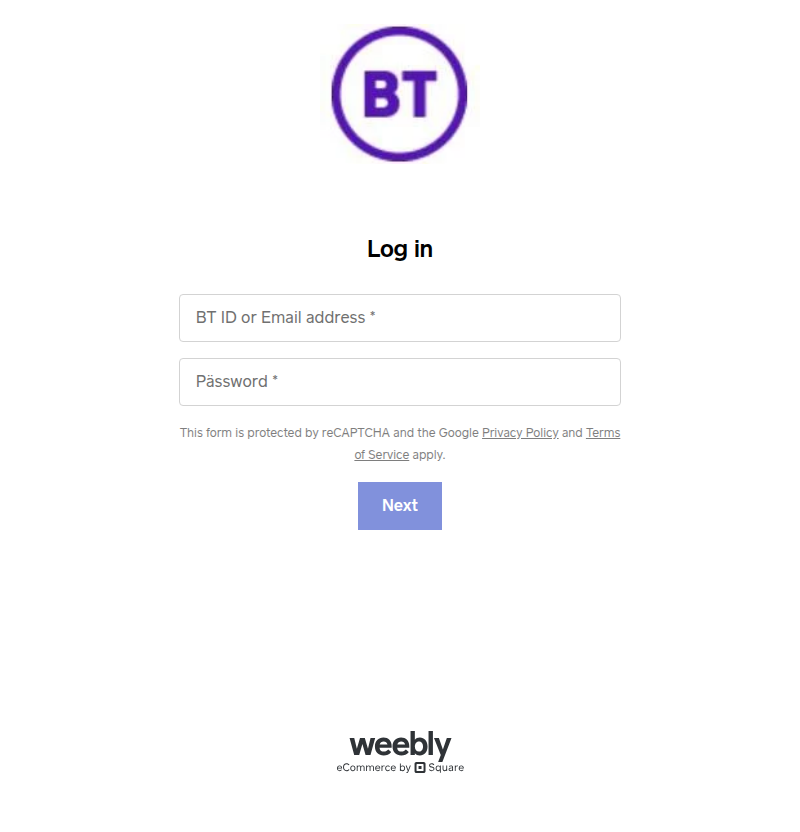 BT
Log in
BT ID or Email address *
Pässword *
This form is protected by reCAPTCHA and the Google Privacy Policy and Terms
of Service apply.
Next
weebly
eCommerce by Square